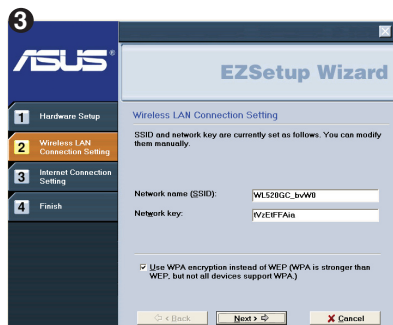 3
ASUS®
EZSetup Wizard
1 Hardware Setup
2 Wireless LAN
Connection Setting
3 Internet Connection
Setting
4 Finish
Wireless LAN Connection Setting
SSID and network key are currently set as follows. You can modify
them manually.
Network name (SSID): WL520GC_bvW0
Network key: tVzEtFFAia
Use WPA encryption instead of WEP (WPA is stronger than
WEP, but not all devices support WPA.)
< Back
Next >
Cancel